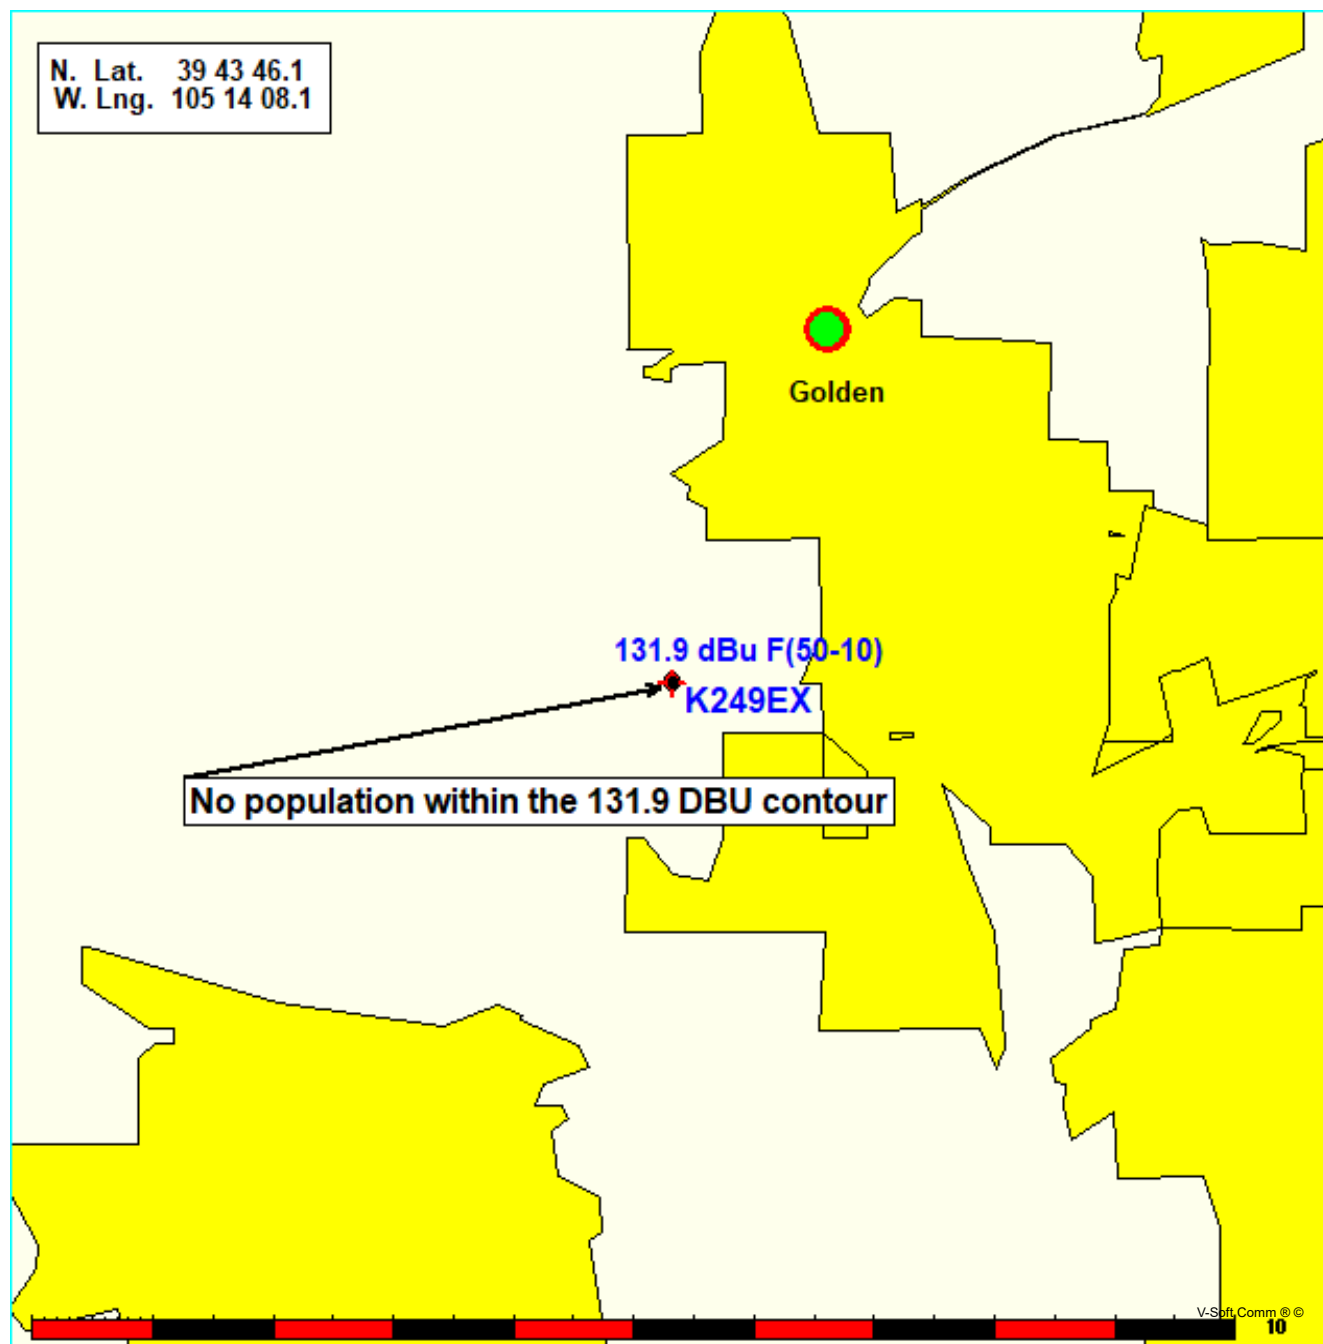 N. Lat. 39 43 46.1
W. Lng. 105 14 08.1
Golden
131.9 dBu F(50-10)
K249EX
No population within the 131.9 DBU contour
V-Soft Comm ® ©
10